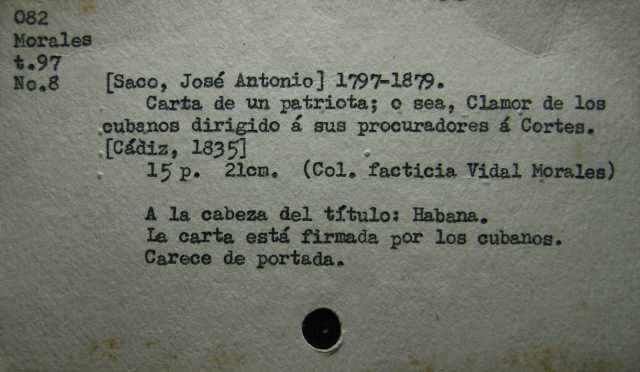 082
Morales
t.97
No.8 [Saco, José Antonio] 1797-1879.
Carta de un patriota; o sea, Clamor de los
cubanos dirigido á sus procuradores á Cortes.
[Cádiz, 1835]
15 p. 21cm. (Col. facticia Vidal Morales)
A la cabeza del título: Habana.
La carta está firmada por los cubanos.
Carece de portada.